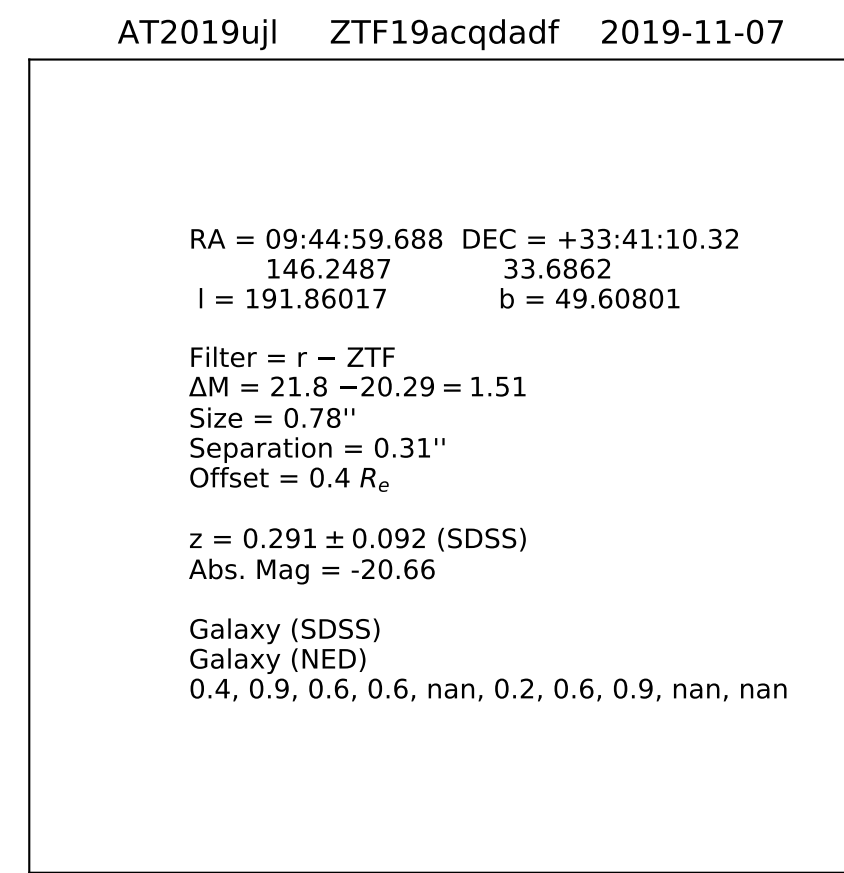 AT2019ujl ZTF19acqdadf 2019-11-07
RA = 09:44:59.688 DEC = +33:41:10.32
146.2487 33.6862
l = 191.86017 b = 49.60801
Filter = r − ZTF
ΔM = 21.8 −20.29 = 1.51
Size = 0.78''
Separation = 0.31''
Offset = 0.4 Rₑ
z = 0.291 ± 0.092 (SDSS)
Abs. Mag = -20.66
Galaxy (SDSS)
Galaxy (NED)
0.4, 0.9, 0.6, 0.6, nan, 0.2, 0.6, 0.9, nan, nan